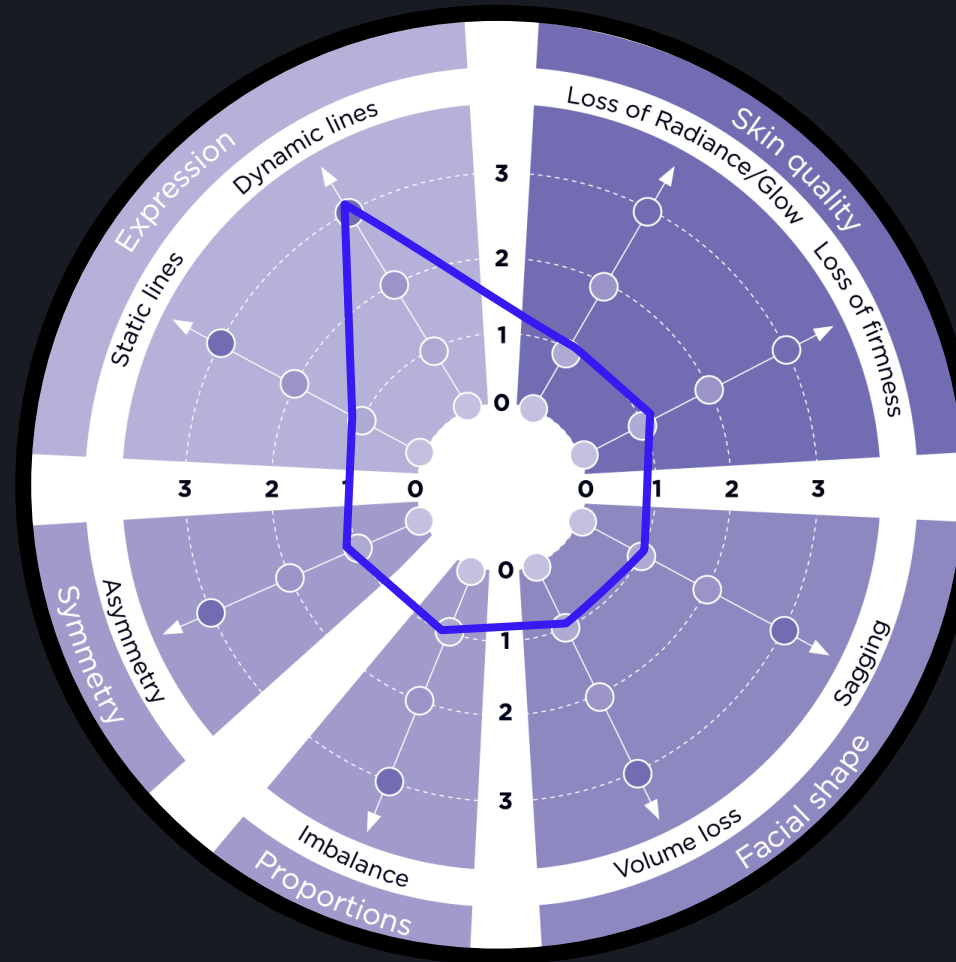 Expression
Dynamic lines
Static lines
Skin quality
Loss of Radiance/Glow
Loss of firmness
3
2
1
0
3
2
1
0
0
1
2
3
0
1
2
3
Symmetry
Asymmetry
Proportions
Imbalance
Facial shape
Sagging
Volume loss